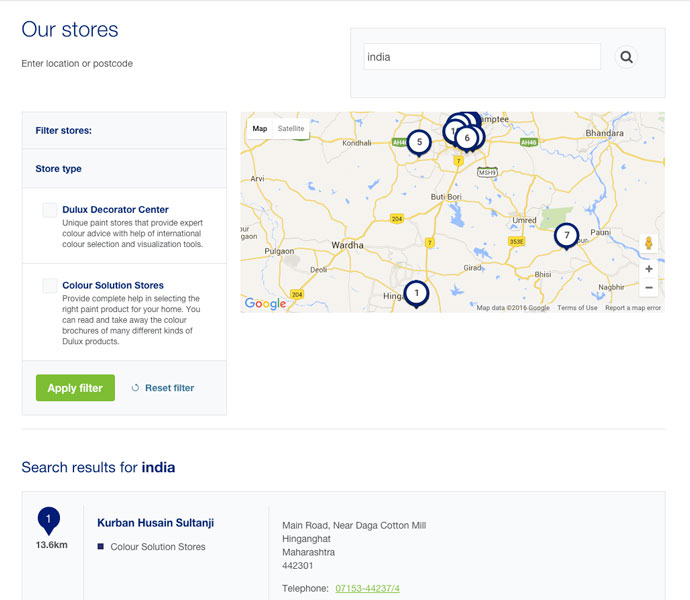 Our stores
Enter location or postcode
india
Filter stores:
Store type
Dulux Decorator Center
Unique paint stores that provide expert
colour advice with help of international
colour selection and visualization tools.
Colour Solution Stores
Provide complete help in selecting the
right paint product for your home. You
can read and take away the colour
brochures of many different kinds of
Dulux products.
Apply filter
Reset filter
Map
Satellite
Kondhali
5
6
7
AH46
Bhandara
MSH9
Arvi
Buti Bori
204
Umred
Pauni
7
353E
7
Wardha
Pulgaon
Deoli
Girad
Bhisi
Nagbhir
204
1
Google
Map data ©2016 Google
Terms of Use
Report a map error
Search results for india
1
13.6km
Kurban Husain Sultanji
Colour Solution Stores
Main Road, Near Daga Cotton Mill
Hinganghat
Maharashtra
442301
Telephone: 07153-44237/4